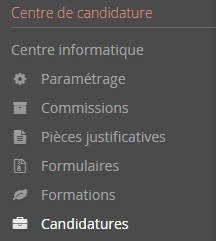 Centre de candidature
Centre informatique
Paramétrage
Commissions
Pièces justificatives
Formulaires
Formations
Candidatures